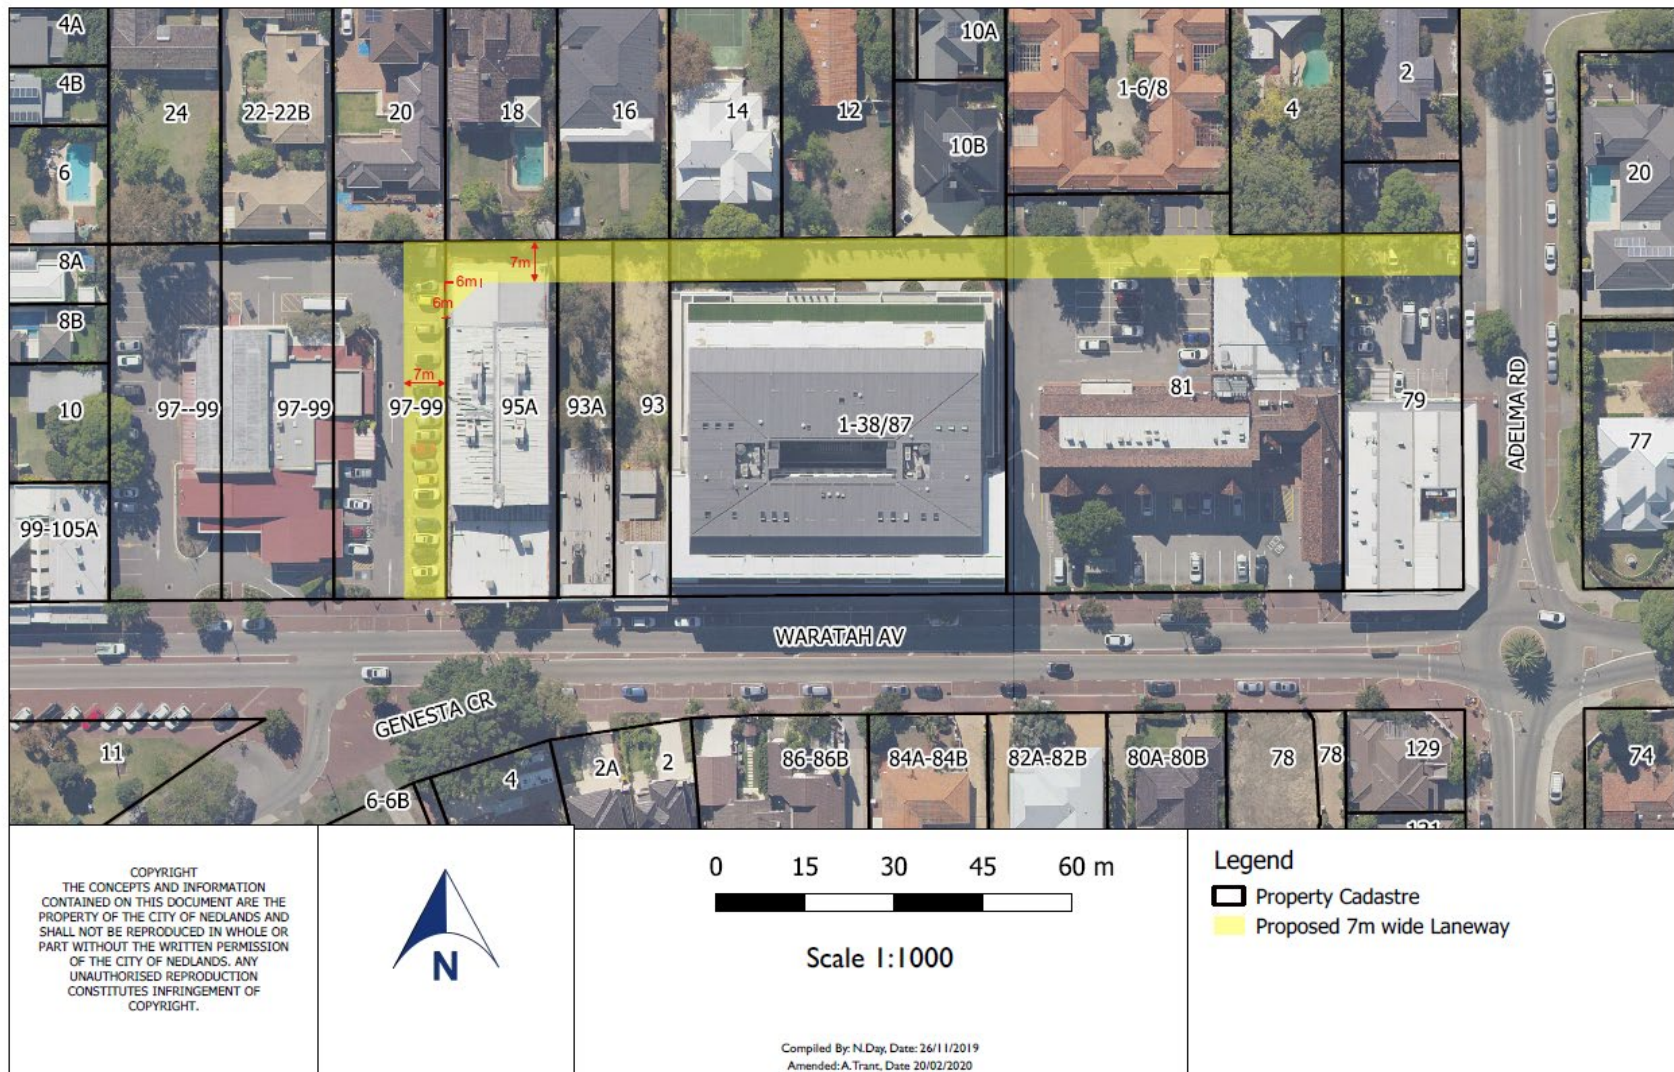 4A
10A
4B
2
1-6/8
24
22-22B
20
18
16
14
12
4
10B
6
20
8A
7m
6m
6m
8B
7m
81
10
97--99
97-99
97-99
95A
93A
93
1-38/87
79
ADELMA RD
77
99-105A
WARATAH AV
GENESTA CR
11
4
2A
2
86-86B
84A-84B
82A-82B
80A-80B
78
78
129
74
6-6B
121
COPYRIGHT
THE CONCEPTS AND INFORMATION
CONTAINED ON THIS DOCUMENT ARE THE
PROPERTY OF THE CITY OF NEDLANDS AND
SHALL NOT BE REPRODUCED IN WHOLE OR
PART WITHOUT THE WRITTEN PERMISSION
OF THE CITY OF NEDLANDS. ANY
UNAUTHORISED REPRODUCTION
CONSTITUTES INFRINGEMENT OF
COPYRIGHT.
N
0 15 30 45 60 m
Scale 1:1000
Compiled By: N.Day, Date: 26/11/2019
Amended: A.Trant, Date 20/02/2020
Legend
Property Cadastre
Proposed 7m wide Laneway